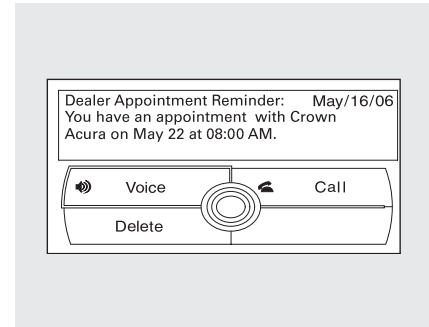 Dealer Appointment Reminder: May/16/06
You have an appointment with Crown
Acura on May 22 at 08:00 AM.
Voice Call
Delete